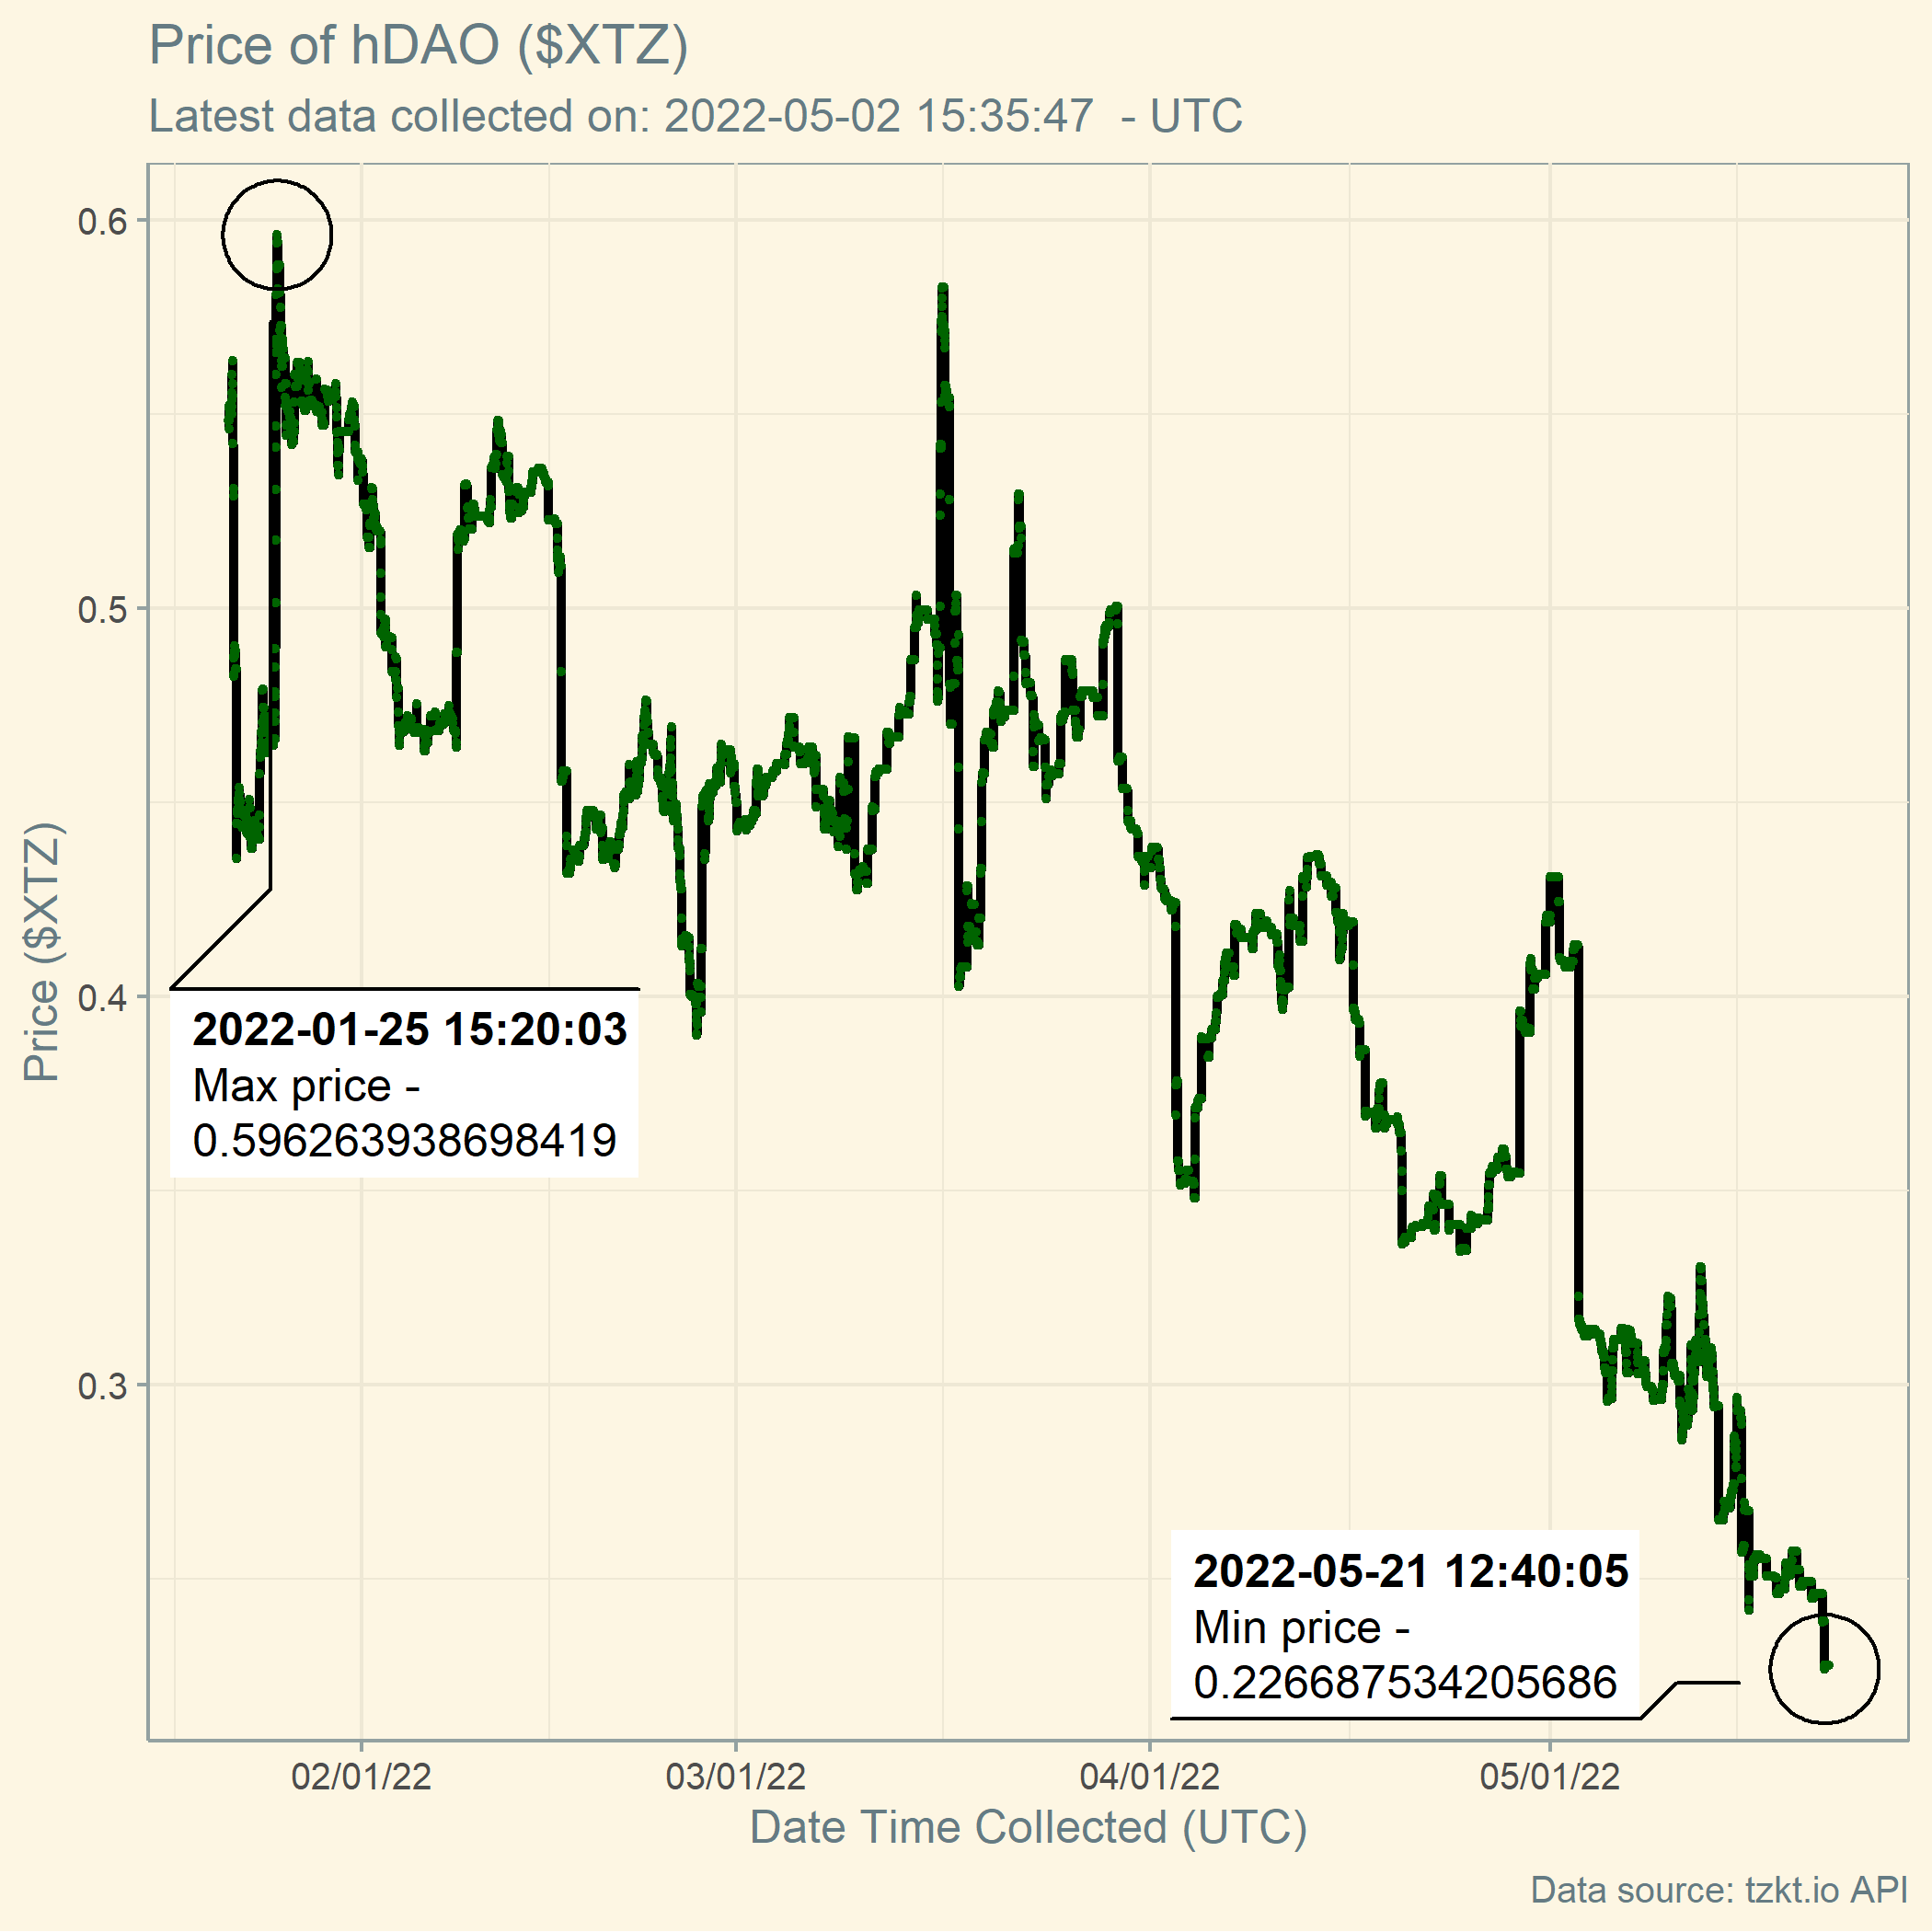 Price of hDAO ($XTZ)
Latest data collected on: 2022-05-02 15:35:47  - UTC
Price ($XTZ)
0.6
0.5
0.4
0.3
2022-01-25 15:20:03
Max price -
0.596263938698419
2022-05-21 12:40:05
Min price -
0.226687534205686
02/01/22
03/01/22
04/01/22
05/01/22
Date Time Collected (UTC)
Data source: tzkt.io API